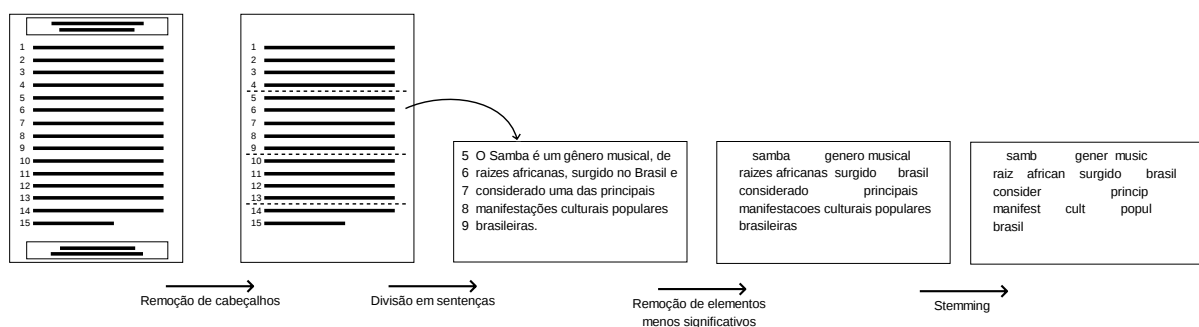 1
2
3
4
5
6
7
8
9
10
11
12
13
14
15
1
2
3
4
5
6
7
8
9
10
11
12
13
14
15
5 O Samba é um gênero musical, de
6 raizes africanas, surgido no Brasil e
7 considerado uma das principais
8 manifestações culturais populares
9 brasileiras.
samba genero musical
raizes africanas surgido brasil
considerado principais
manifestacoes culturais populares
brasileiras
samb gener music
raiz african surgido brasil
consider princip
manifest cult popul
brasil
Remoção de cabeçalhos
Divisão em sentenças
Remoção de elementos
menos significativos
Stemming